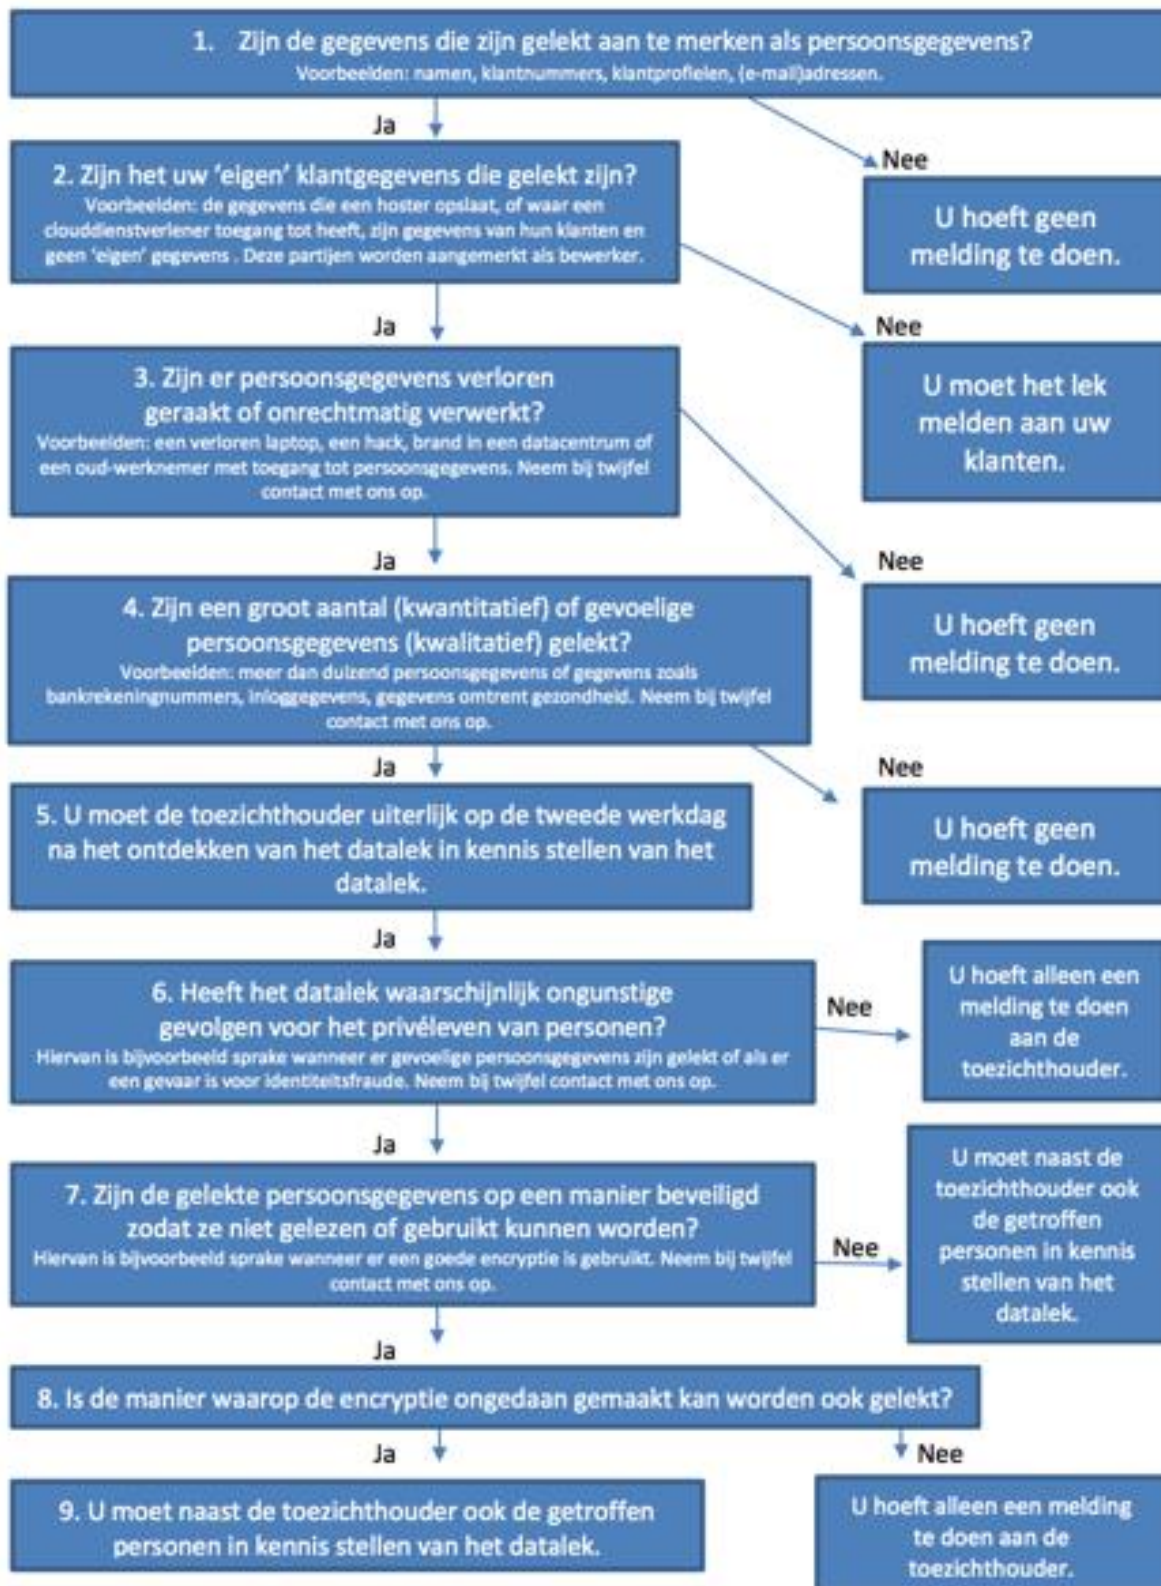 1. Zijn de gegevens die zijn gelekt aan te merken als persoonsgegevens?
Voorbeelden: namen, klantnummers, klantprofielen, (e-mail)adressen.
Ja
Nee
2. Zijn het uw 'eigen' klantgegevens die gelekt zijn?
Voorbeelden: de gegevens die een hoster opslaat, of waar een
clouddienstverlener toegang tot heeft, zijn gegevens van hun klanten en
geen 'eigen' gegevens . Deze partijen worden aangemerkt als bewerker.
U hoeft geen
melding te doen.
Ja
Nee
3. Zijn er persoonsgegevens verloren
geraakt of onrechtmatig verwerkt?
Voorbeelden: een verloren laptop, een hack, brand in een datacentrum of
een oud-werknemer met toegang tot persoonsgegevens. Neem bij twijfel
contact met ons op.
U moet het lek
melden aan uw
klanten.
Ja
Nee
4. Zijn een groot aantal (kwantitatief) of gevoelige
persoonsgegevens (kwalitatief) gelekt?
Voorbeelden: meer dan duizend persoonsgegevens of gegevens zoals
bankrekeningnummers, inloggegevens, gegevens omtrent gezondheid. Neem bij twijfel
contact met ons op.
U hoeft geen
melding te doen.
Ja
Nee
5. U moet de toezichthouder uiterlijk op de tweede werkdag
na het ontdekken van het datalek in kennis stellen van het
datalek.
U hoeft geen
melding te doen.
Ja
6. Heeft het datalek waarschijnlijk ongunstige
gevolgen voor het privéleven van personen?
Hiervan is bijvoorbeeld sprake wanneer er gevoelige persoonsgegevens zijn gelekt of als er
een gevaar is voor identiteitsfraude. Neem bij twijfel contact met ons op.
Nee
U hoeft alleen een
melding te doen
aan de
toezichthouder.
Ja
7. Zijn de gelekte persoonsgegevens op een manier beveiligd
zodat ze niet gelezen of gebruikt kunnen worden?
Hiervan is bijvoorbeeld sprake wanneer er een goede encryptie is gebruikt. Neem bij twijfel
contact met ons op.
Nee
U moet naast de
toezichthouder ook
de getroffen
personen in kennis
stellen van het
datalek.
Ja
8. Is de manier waarop de encryptie ongedaan gemaakt kan worden ook gelekt?
Ja
Nee
9. U moet naast de toezichthouder ook de getroffen
personen in kennis stellen van het datalek.
U hoeft alleen een melding
te doen aan de
toezichthouder.